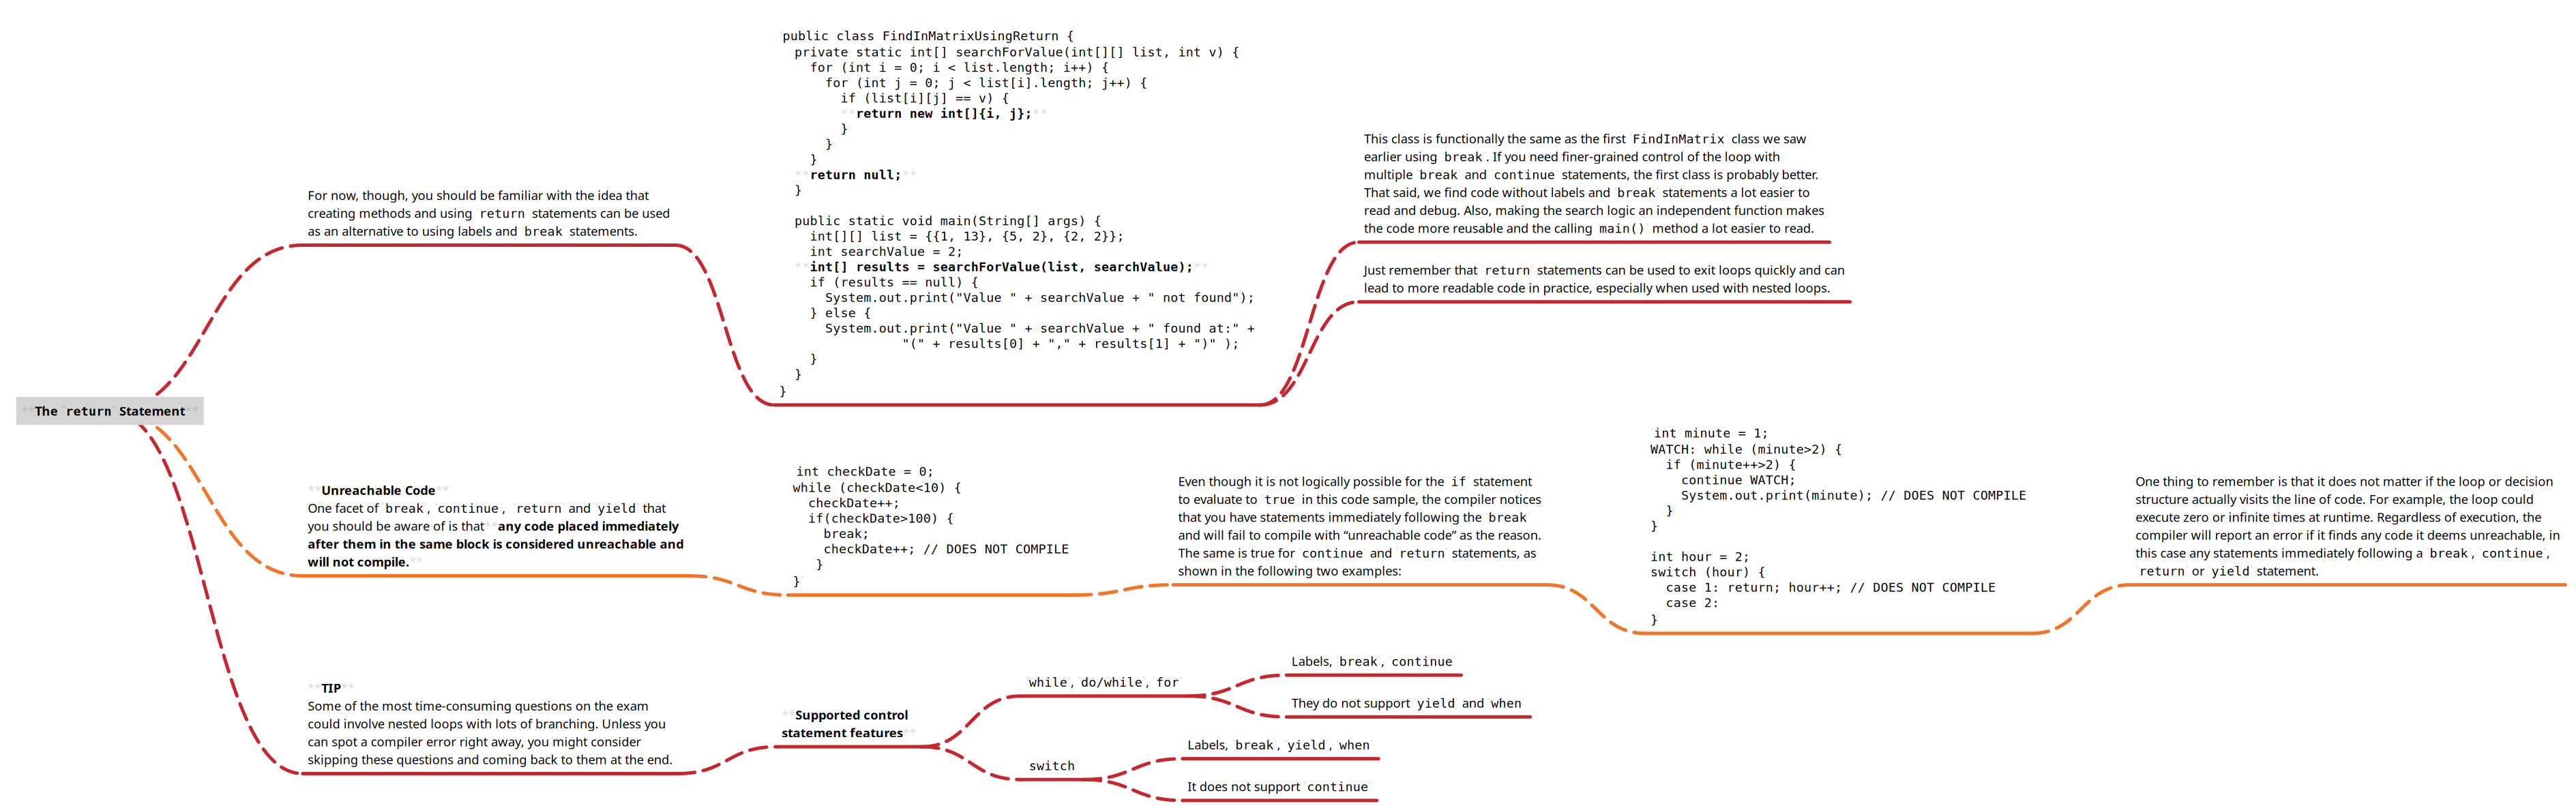 **The `return` Statement**
For now, though, you should be familiar with the idea that
creating methods and using `return` statements can be used
as an alternative to using labels and `break` statements.
`public class FindInMatrixUsingReturn {
  private static int[] searchForValue(int[][] list, int v) {
    for (int i = 0; i < list.length; i++) {
      for (int j = 0; j < list[i].length; j++) {
        if (list[i][j] == v) {
        **return new int[]{i, j};**
        }
      }
    }
  **return null;**
  }

  public static void main(String[] args) {
    int[][] list = {{1, 13}, {5, 2}, {2, 2}};
    int searchValue = 2;
  **int[] results = searchForValue(list, searchValue);**
    if (results == null) {
      System.out.print("Value " + searchValue + " not found");
    } else {
      System.out.print("Value " + searchValue + " found at:" +
                "(" + results[0] + "," + results[1] + ")" );
    }
  }
}`
This class is functionally the same as the first `FindInMatrix` class we saw
earlier using `break`. If you need finer-grained control of the loop with
multiple `break` and `continue` statements, the first class is probably better.
That said, we find code without labels and `break` statements a lot easier to
read and debug. Also, making the search logic an independent function makes
the code more reusable and the calling `main()` method a lot easier to read.
Just remember that `return` statements can be used to exit loops quickly and can
lead to more readable code in practice, especially when used with nested loops.
**Unreachable Code**
One facet of `break`, `continue`, `return` and `yield` that
you should be aware of is that **any code placed immediately
after them in the same block is considered unreachable and
will not compile.**
`int checkDate = 0;
while (checkDate<10) {
  checkDate++;
  if(checkDate>100) {
    break;
    checkDate++; // DOES NOT COMPILE
   }
}`
Even though it is not logically possible for the `if` statement
to evaluate to `true` in this code sample, the compiler notices
that you have statements immediately following the `break`
and will fail to compile with “unreachable code” as the reason.
The same is true for `continue` and `return` statements, as
shown in the following two examples:
`int minute = 1;
WATCH: while (minute>2) {
  if (minute++>2) {
    continue WATCH;
    System.out.print(minute); // DOES NOT COMPILE
  }
}

int hour = 2;
switch (hour) {
  case 1: return; hour++; // DOES NOT COMPILE
  case 2:
}`
One thing to remember is that it does not matter if the loop or decision
structure actually visits the line of code. For example, the loop could
execute zero or infinite times at runtime. Regardless of execution, the
compiler will report an error if it finds any code it deems unreachable, in
this case any statements immediately following a `break`, `continue`,
`return` or `yield` statement.
**TIP**
Some of the most time-consuming questions on the exam
could involve nested loops with lots of branching. Unless you
can spot a compiler error right away, you might consider
skipping these questions and coming back to them at the end.
**Supported control
statement features**
`while`, `do/while`, `for`
Labels, `break`, `continue`
They do not support `yield` and `when`
`switch`
Labels, `break`, `yield`, `when`
It does not support `continue`